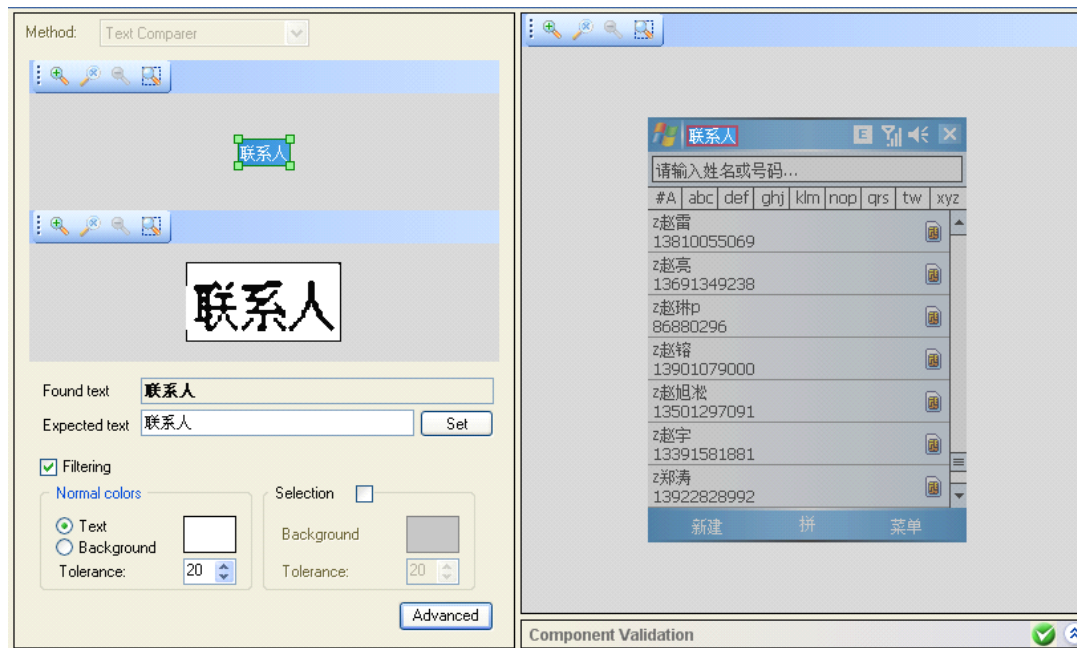 Method: Text Comparer
联系人
联系人
Found text 联系人
Expected text 联系人 Set
Filtering
Normal colors
Text
Background
Tolerance: 20
Selection
Background
Tolerance: 20
Advanced
联系人 E
请输入姓名或号码...
#A abc def ghj klm nop qrs tw xyz
z赵雷
13810055069
z赵亮
13691349238
z赵琳p
86880296
z赵镕
13901079000
z赵旭凇
13501297091
z赵宇
13391581881
z郑涛
13922828992
新建 拼 菜单
Component Validation